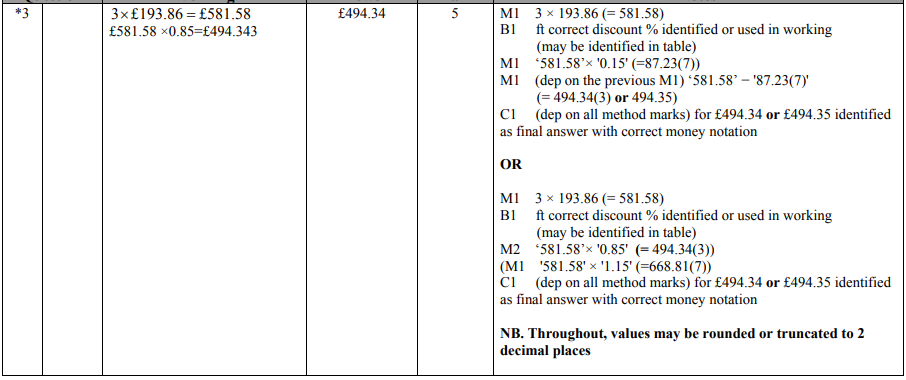 *3
3×£193.86 = £581.58
£581.58 ×0.85=£494.343
£494.34
5
M1 3 × 193.86 (= 581.58)
B1 ft correct discount % identified or used in working
(may be identified in table)
M1 ‘581.58’× '0.15' (=87.23(7))
M1 (dep on the previous M1) ‘581.58’ – '87.23(7)'
(= 494.34(3) or 494.35)
C1 (dep on all method marks) for £494.34 or £494.35 identified
as final answer with correct money notation
OR
M1 3 × 193.86 (= 581.58)
B1 ft correct discount % identified or used in working
(may be identified in table)
M2 ‘581.58’× '0.85' (= 494.34(3))
(M1 '581.58' × '1.15' (=668.81(7))
C1 (dep on all method marks) for £494.34 or £494.35 identified
as final answer with correct money notation
NB. Throughout, values may be rounded or truncated to 2
decimal places